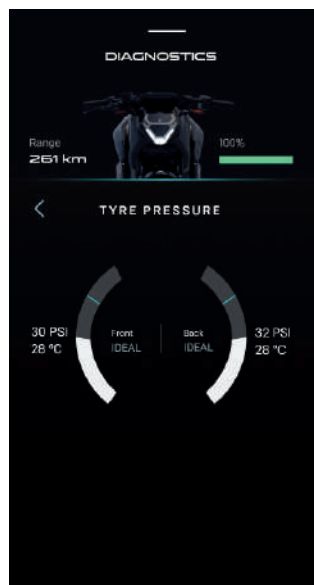 DIAGNOSTICS
Range
261 km
100%
TYRE PRESSURE
30 PSI
28 °C
Front
IDEAL
Back
IDEAL
32 PSI
28 °C